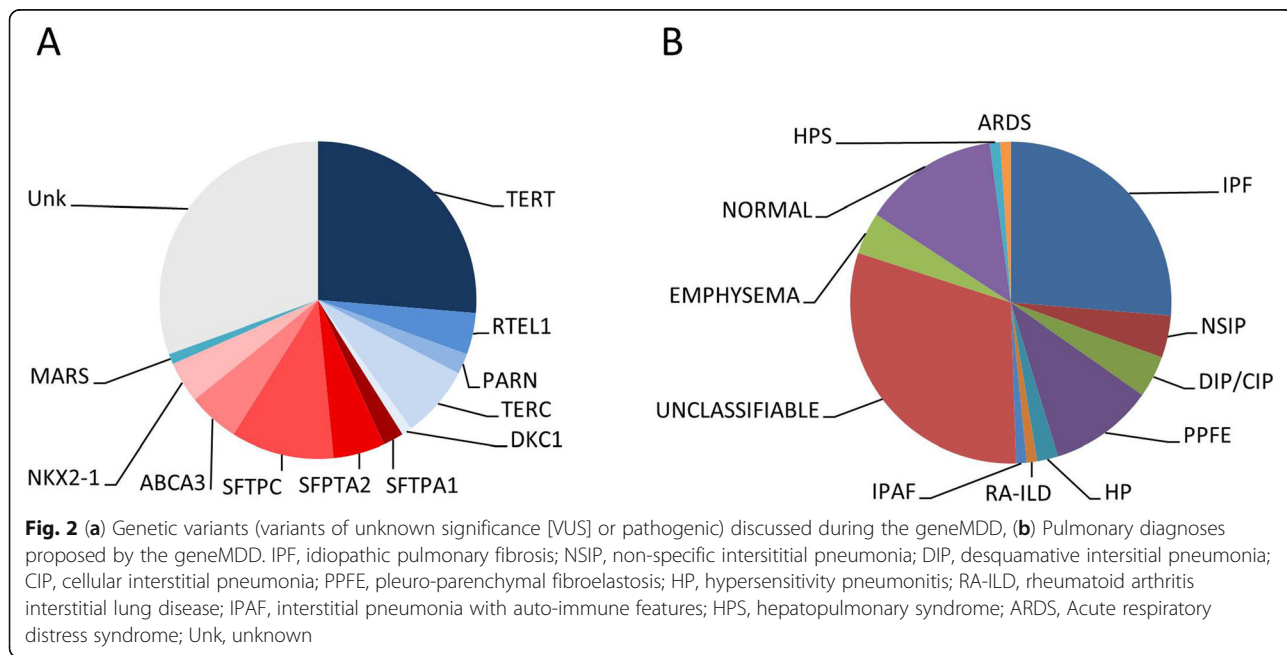 A
B
Unk
TERT
RTEL1
PARN
TERC
DKC1
SFTPA1
SFPTA2
SFTPC
ABCA3
NKX2-1
MARS
HPS
ARDS
IPF
NORMAL
NSIP
EMPHYSEMA
DIP/CIP
UNCLASSIFIABLE
PPFE
IPAF
RA-ILD
HP
Fig. 2 (a) Genetic variants (variants of unknown significance [VUS] or pathogenic) discussed during the geneMDD, (b) Pulmonary diagnoses
proposed by the geneMDD. IPF, idiopathic pulmonary fibrosis; NSIP, non-specific intersititial pneumonia; DIP, desquamative intersitial pneumonia;
CIP, cellular interstitial pneumonia; PPFE, pleuro-parenchymal fibroelastosis; HP, hypersensitivity pneumonitis; RA-ILD, rheumatoid arthritis
interstitial lung disease; IPAF, interstitial pneumonia with auto-immune features; HPS, hepatopulmonary syndrome; ARDS, Acute respiratory
distress syndrome; Unk, unknown